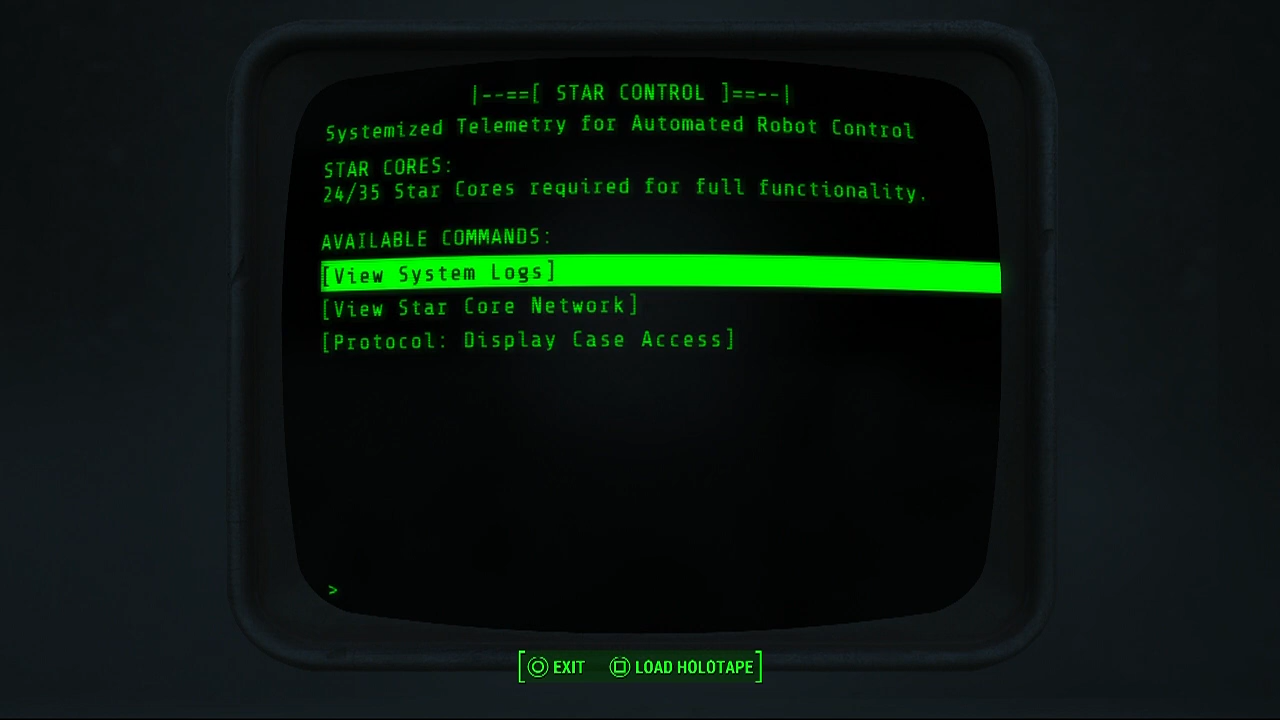 |--==[ STAR CONTROL ]==--|
Systemized Telemetry for Automated Robot Control
STAR CORES:
24/35 Star Cores required for full functionality.
AVAILABLE COMMANDS:
[View System Logs]
[View Star Core Network]
[Protocol: Display Case Access]
>
EXIT LOAD HOLOTAPE